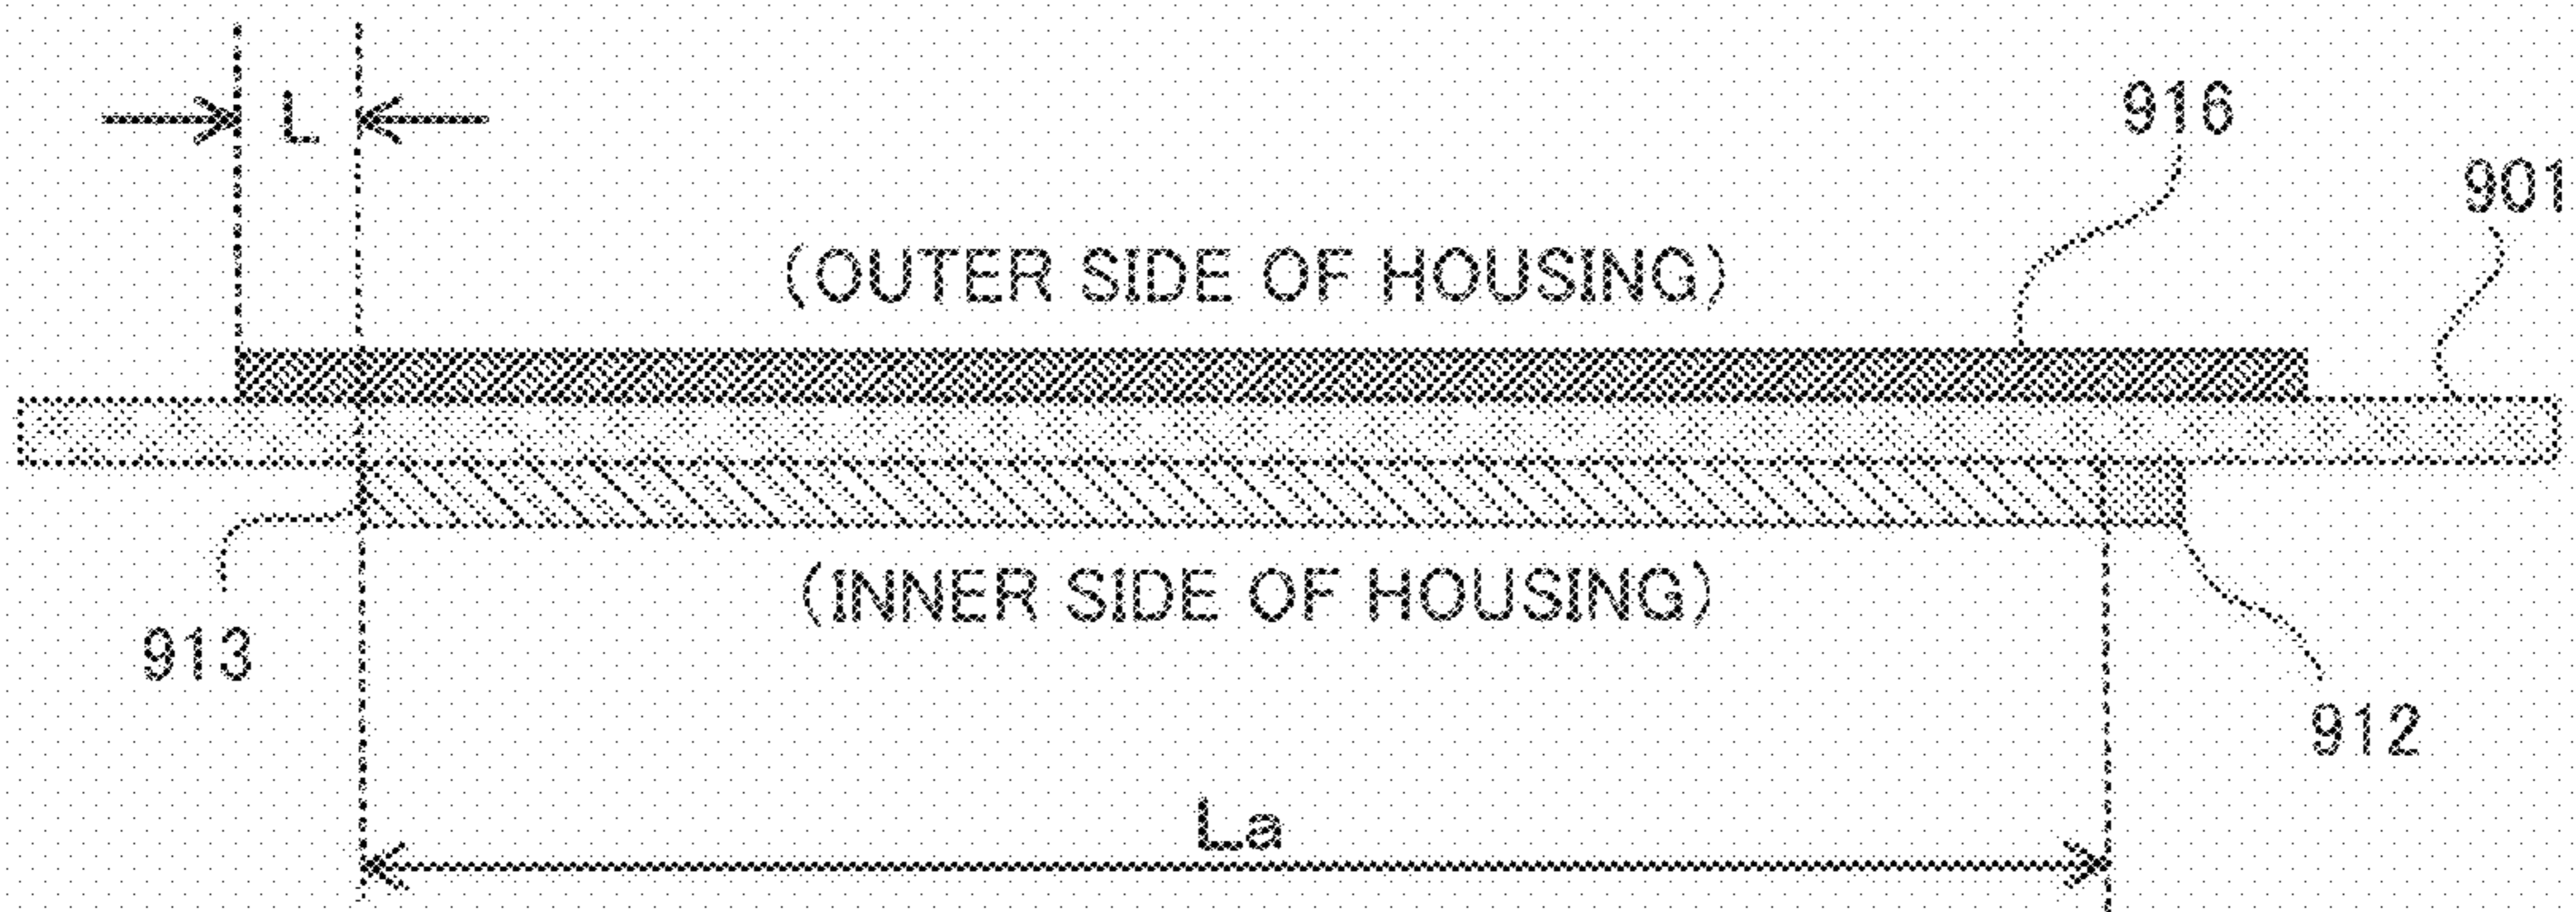 L
916
901
(OUTER SIDE OF HOUSING)
(INNER SIDE OF HOUSING)
913
912
La